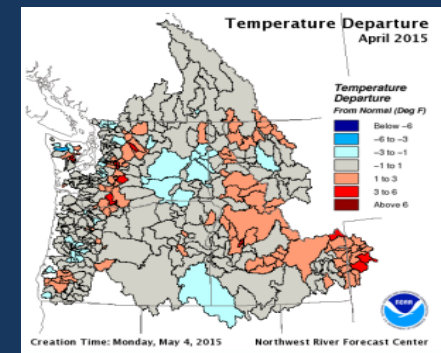 Temperature Departure
April 2015
Temperature
Departure
From Normal (Deg F)
Below -6
-6 to -3
-3 to -1
-1 to 1
1 to 3
3 to 6
Above 6
noaa
Creation Time: Monday, May 4, 2015 Northwest River Forecast Center